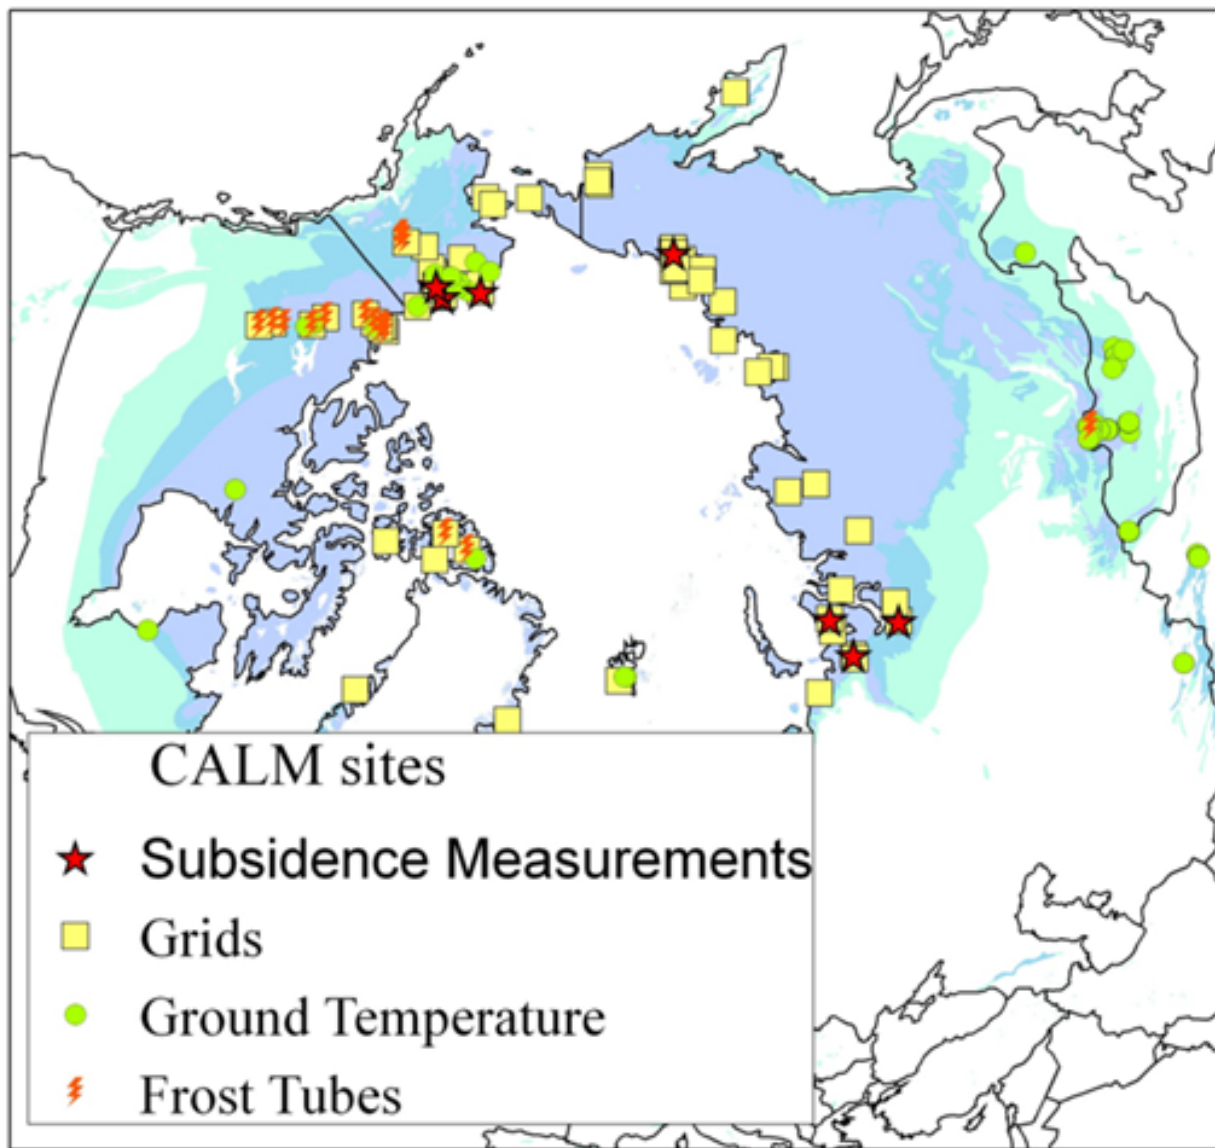 CALM sites
Subsidence Measurements
Grids
Ground Temperature
Frost Tubes